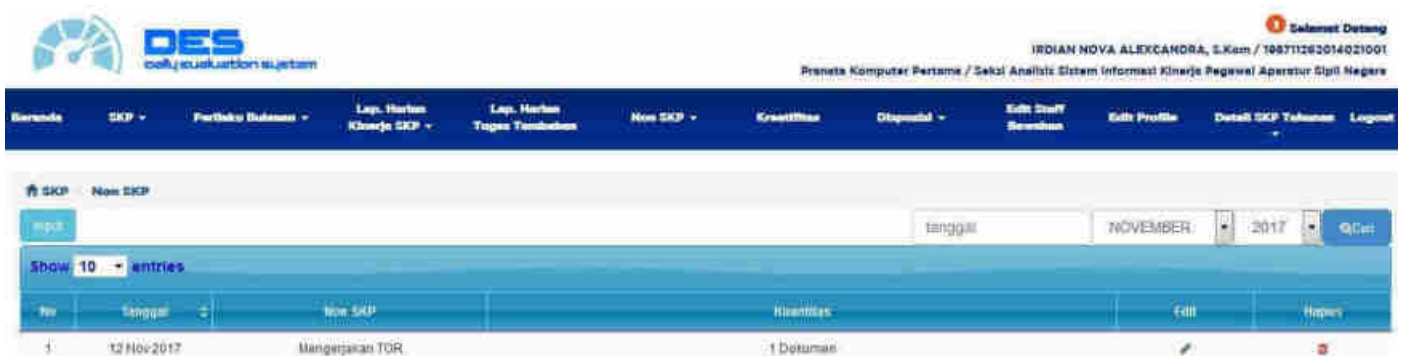 1 Selamat Datang
DES
IRDIAN NOVA ALEXCANDRA, S.Kom / 198711262014021001
daily evaluation system
Pranata Komputer Pertama / Seksi Analisis Sistem Informasi Kinerja Pegawai Aparatur Sipil Negara
Beranda SKP Perilaku Bulanan Lap. Harian Kinerja SKP Lap. Harian Tugas Tambahan Non SKP Kreatifitas Disposisi Edit Staff Bawahan Edit Profile Detail SKP Tahunan Logout
SKP Non SKP
Input tanggal NOVEMBER 2017 Cari
Show 10 entries
No Tanggal Non SKP Kuantitas Edit Hapus
1 12 Nov 2017 Mengerjakan TOR 1 Dokumen